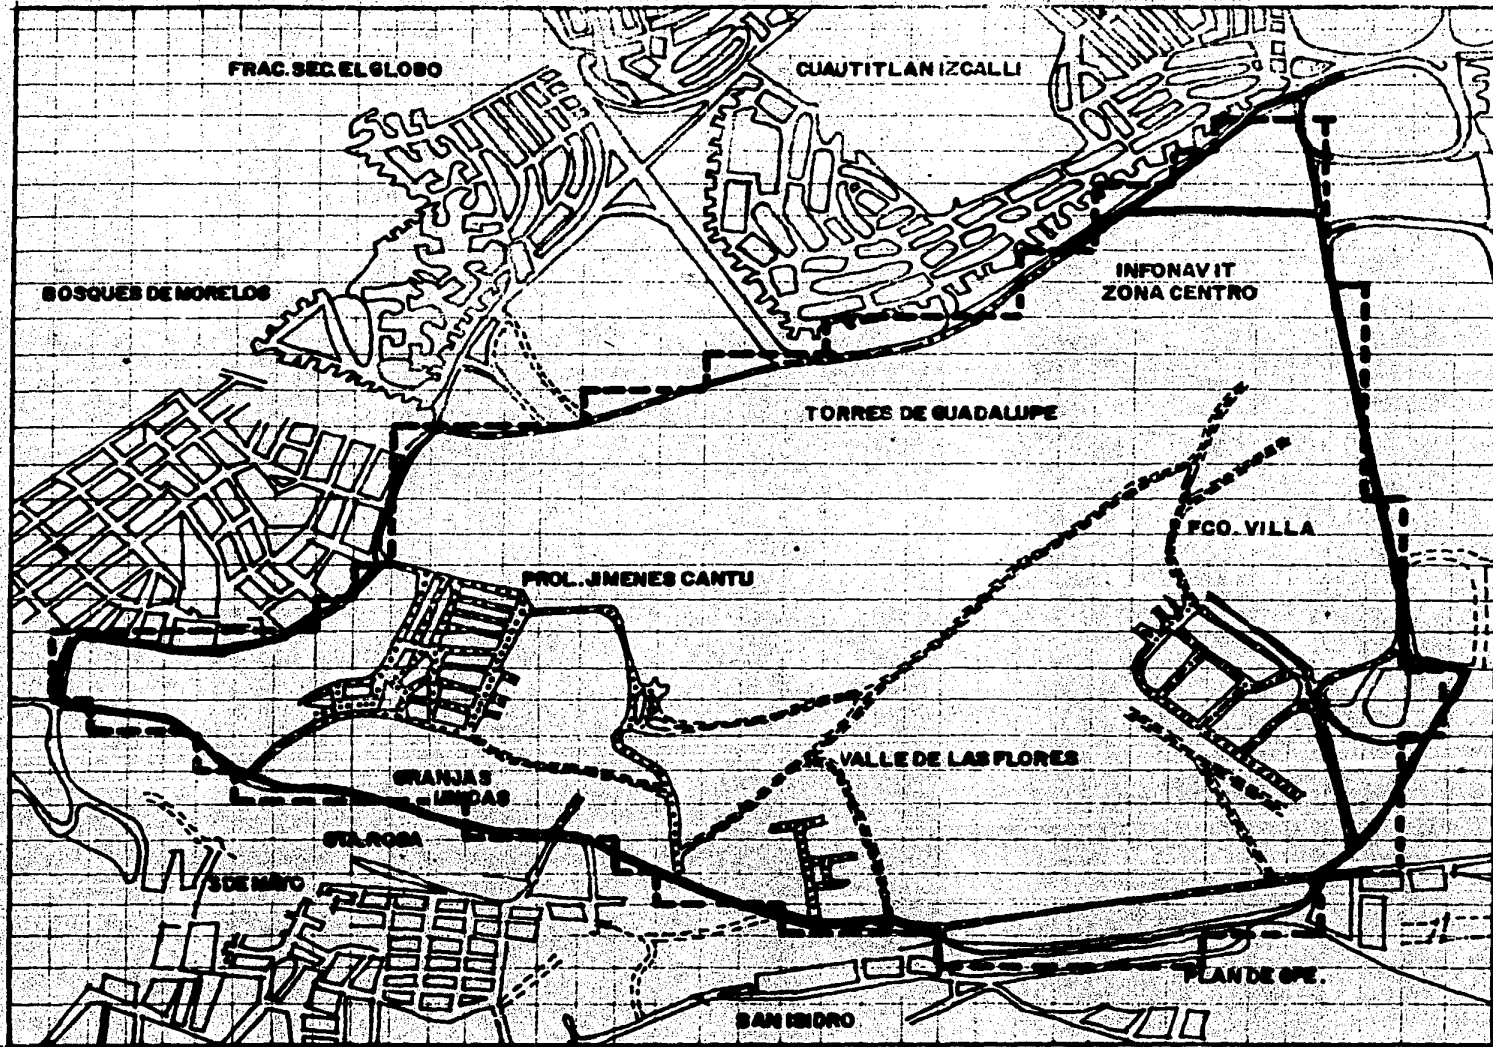 FRAC. SEC. EL GLOBO
CUAUTITLAN IZCALLI
BOSQUES DE MORELOS
INFONAVIT
ZONA CENTRO
TORRES DE GUADALUPE
FCO. VILLA
PROL. JIMENES CANTU
VALLE DE LAS FLORES
GRANJAS
UNIDAS
STA. ROSA
3 DE MAYO
PLAN DE GPE.
SAN ISIDRO